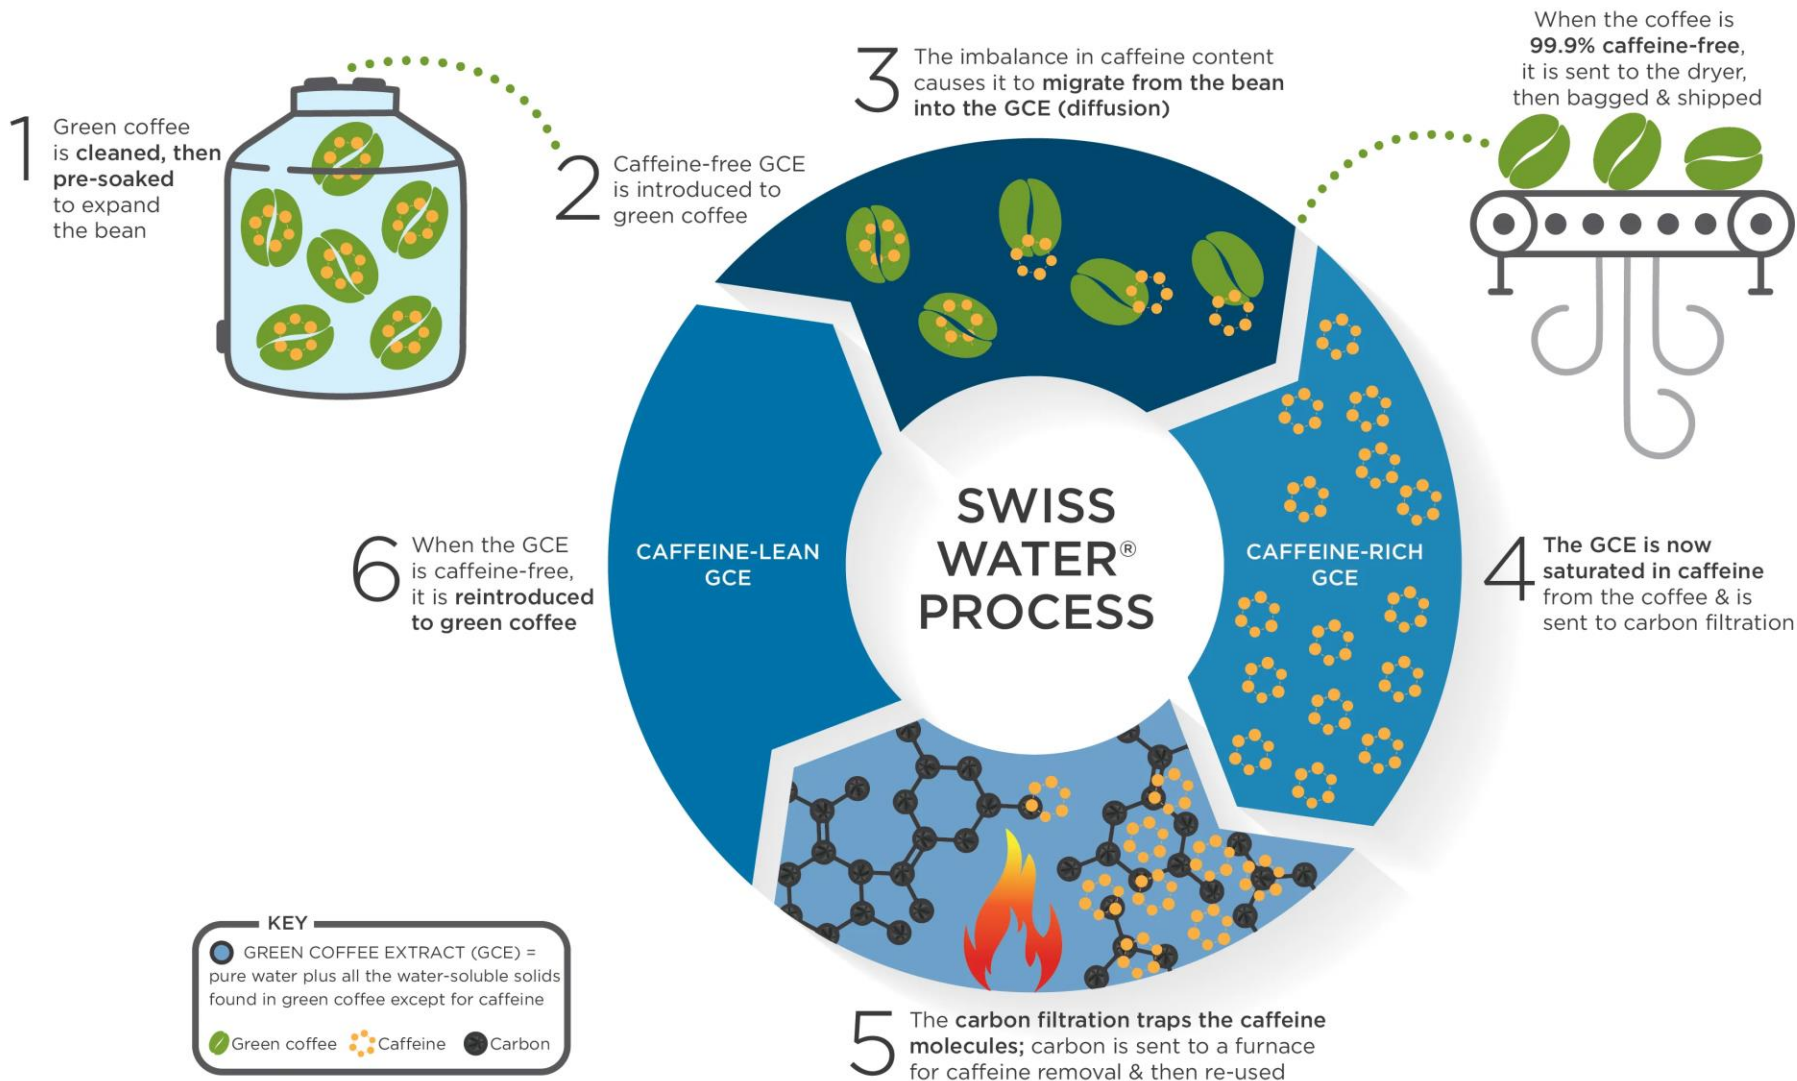 1
Green coffee
is cleaned, then
pre-soaked
to expand
the bean
2
Caffeine-free GCE
is introduced to
green coffee
3
The imbalance in caffeine content
causes it to migrate from the bean
into the GCE (diffusion)
When the coffee is
99.9% caffeine-free,
it is sent to the dryer,
then bagged & shipped
SWISS
WATER®
PROCESS
CAFFEINE-RICH
GCE
4
The GCE is now
saturated in caffeine
from the coffee & is
sent to carbon filtration
5
The carbon filtration traps the caffeine
molecules; carbon is sent to a furnace
for caffeine removal & then re-used
6
When the GCE
is caffeine-free,
it is reintroduced
to green coffee
CAFFEINE-LEAN
GCE
KEY
GREEN COFFEE EXTRACT (GCE) =
pure water plus all the water-soluble solids
found in green coffee except for caffeine
Green coffee Caffeine Carbon